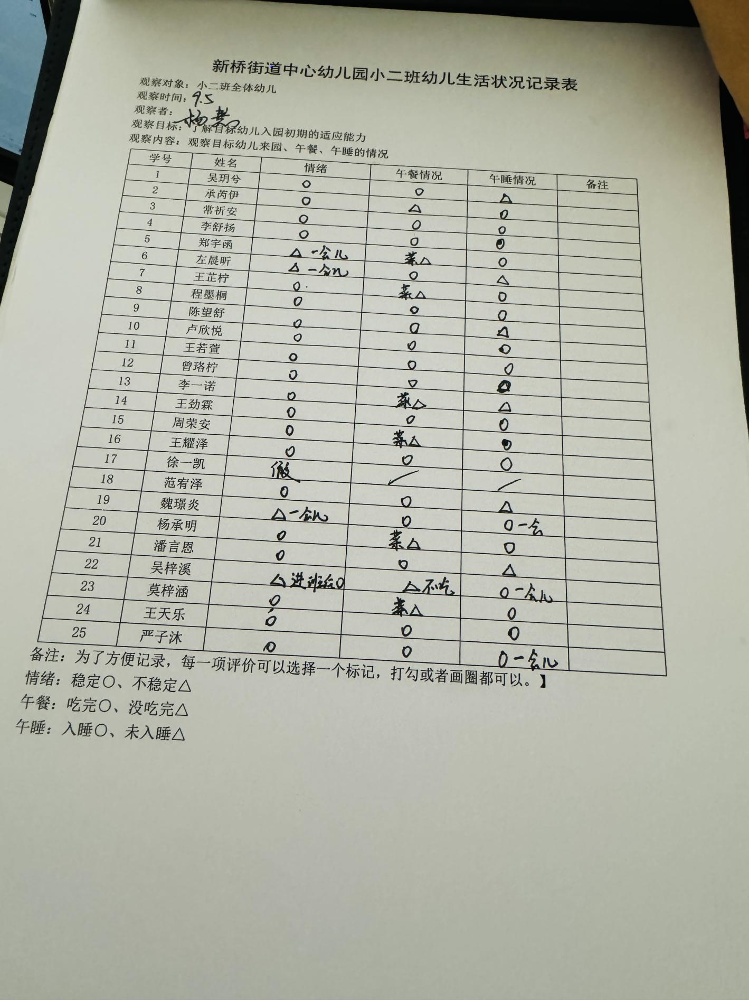 新桥街道中心幼儿园小二班幼儿生活状况记录表
观察对象：小二班全体幼儿
观察时间：9.5
观察者：杨
观察目标：了解目标幼儿入园初期的适应能力
观察内容：观察目标幼儿来园、午餐、午睡的情况
学号 姓名 情绪 午餐情况 午睡情况 备注
1 吴玥兮 ○ ○ △
2 承芮伊 ○ △ ○
3 常祈安 ○ ○ ○
4 李舒扬 ○ ○ ○
5 郑宇函 △一会儿 菜△ ○
6 左晨昕 △一会儿 ○ △
7 王芷柠 ○ 菜△ ○
8 程墨桐 ○ ○ ○
9 陈望舒 ○ ○ △
10 卢欣悦 ○ ○ ○
11 王若萱 ○ ○ ○
12 曾珞柠 ○ ○ △
13 李一诺 ○ 菜△ △
14 王劲霖 ○ ○ ○
15 周荣安 ○ 菜△ ○
16 王耀泽 ○ ○ ○
17 徐一凯 假 / /
18 范宥泽 ○ ○ △
19 魏璟炎 △一会儿 ○ ○一会
20 杨承明 ○ 菜△ ○
21 潘言恩 ○ ○ △
22 吴梓溪 △进班○ △不吃 ○一会儿
23 莫梓涵 ○ 菜△ ○
24 王天乐 ○ ○ ○
25 严子沐 ○ ○ ○一会儿
备注：为了方便记录，每一项评价可以选择一个标记，打勾或者画圈都可以。】
情绪：稳定〇、不稳定△
午餐：吃完〇、没吃完△
午睡：入睡〇、未入睡△